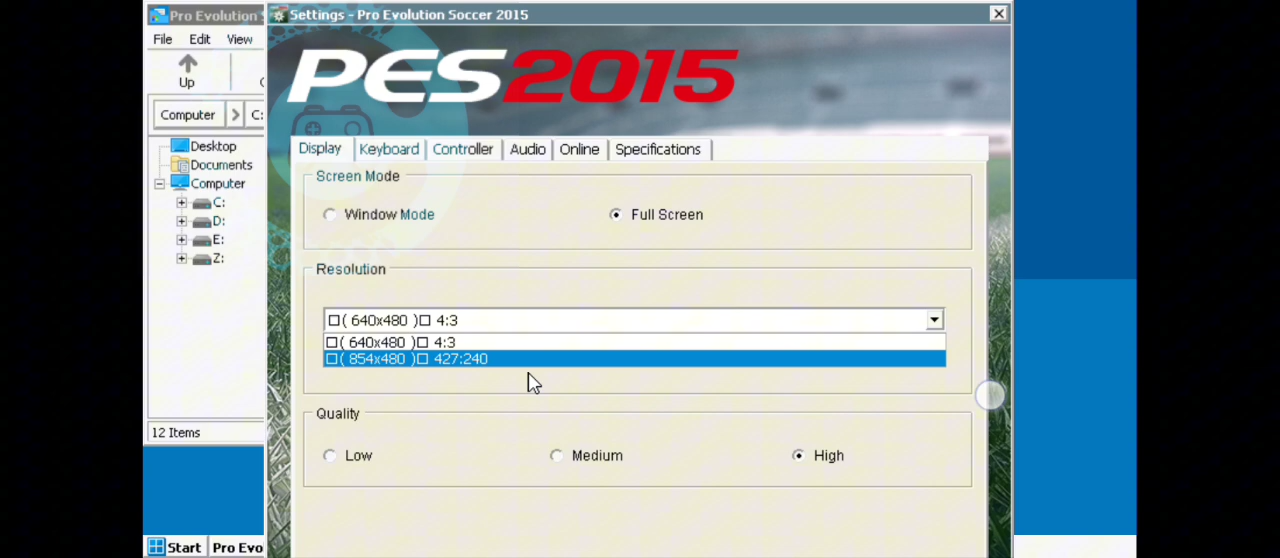 Pro Evolution S
Settings - Pro Evolution Soccer 2015
File Edit View
PES2015
Up
Computer
C:
Display Keyboard Controller Audio Online Specifications
Desktop
Documents
Computer
C:
D:
E:
Z:
Screen Mode
Window Mode
Full Screen
Resolution
□( 640x480 )□ 4:3
□( 640x480 )□ 4:3
□( 854x480 )□ 427:240
Quality
Low
Medium
High
12 Items
Start
Pro Evo